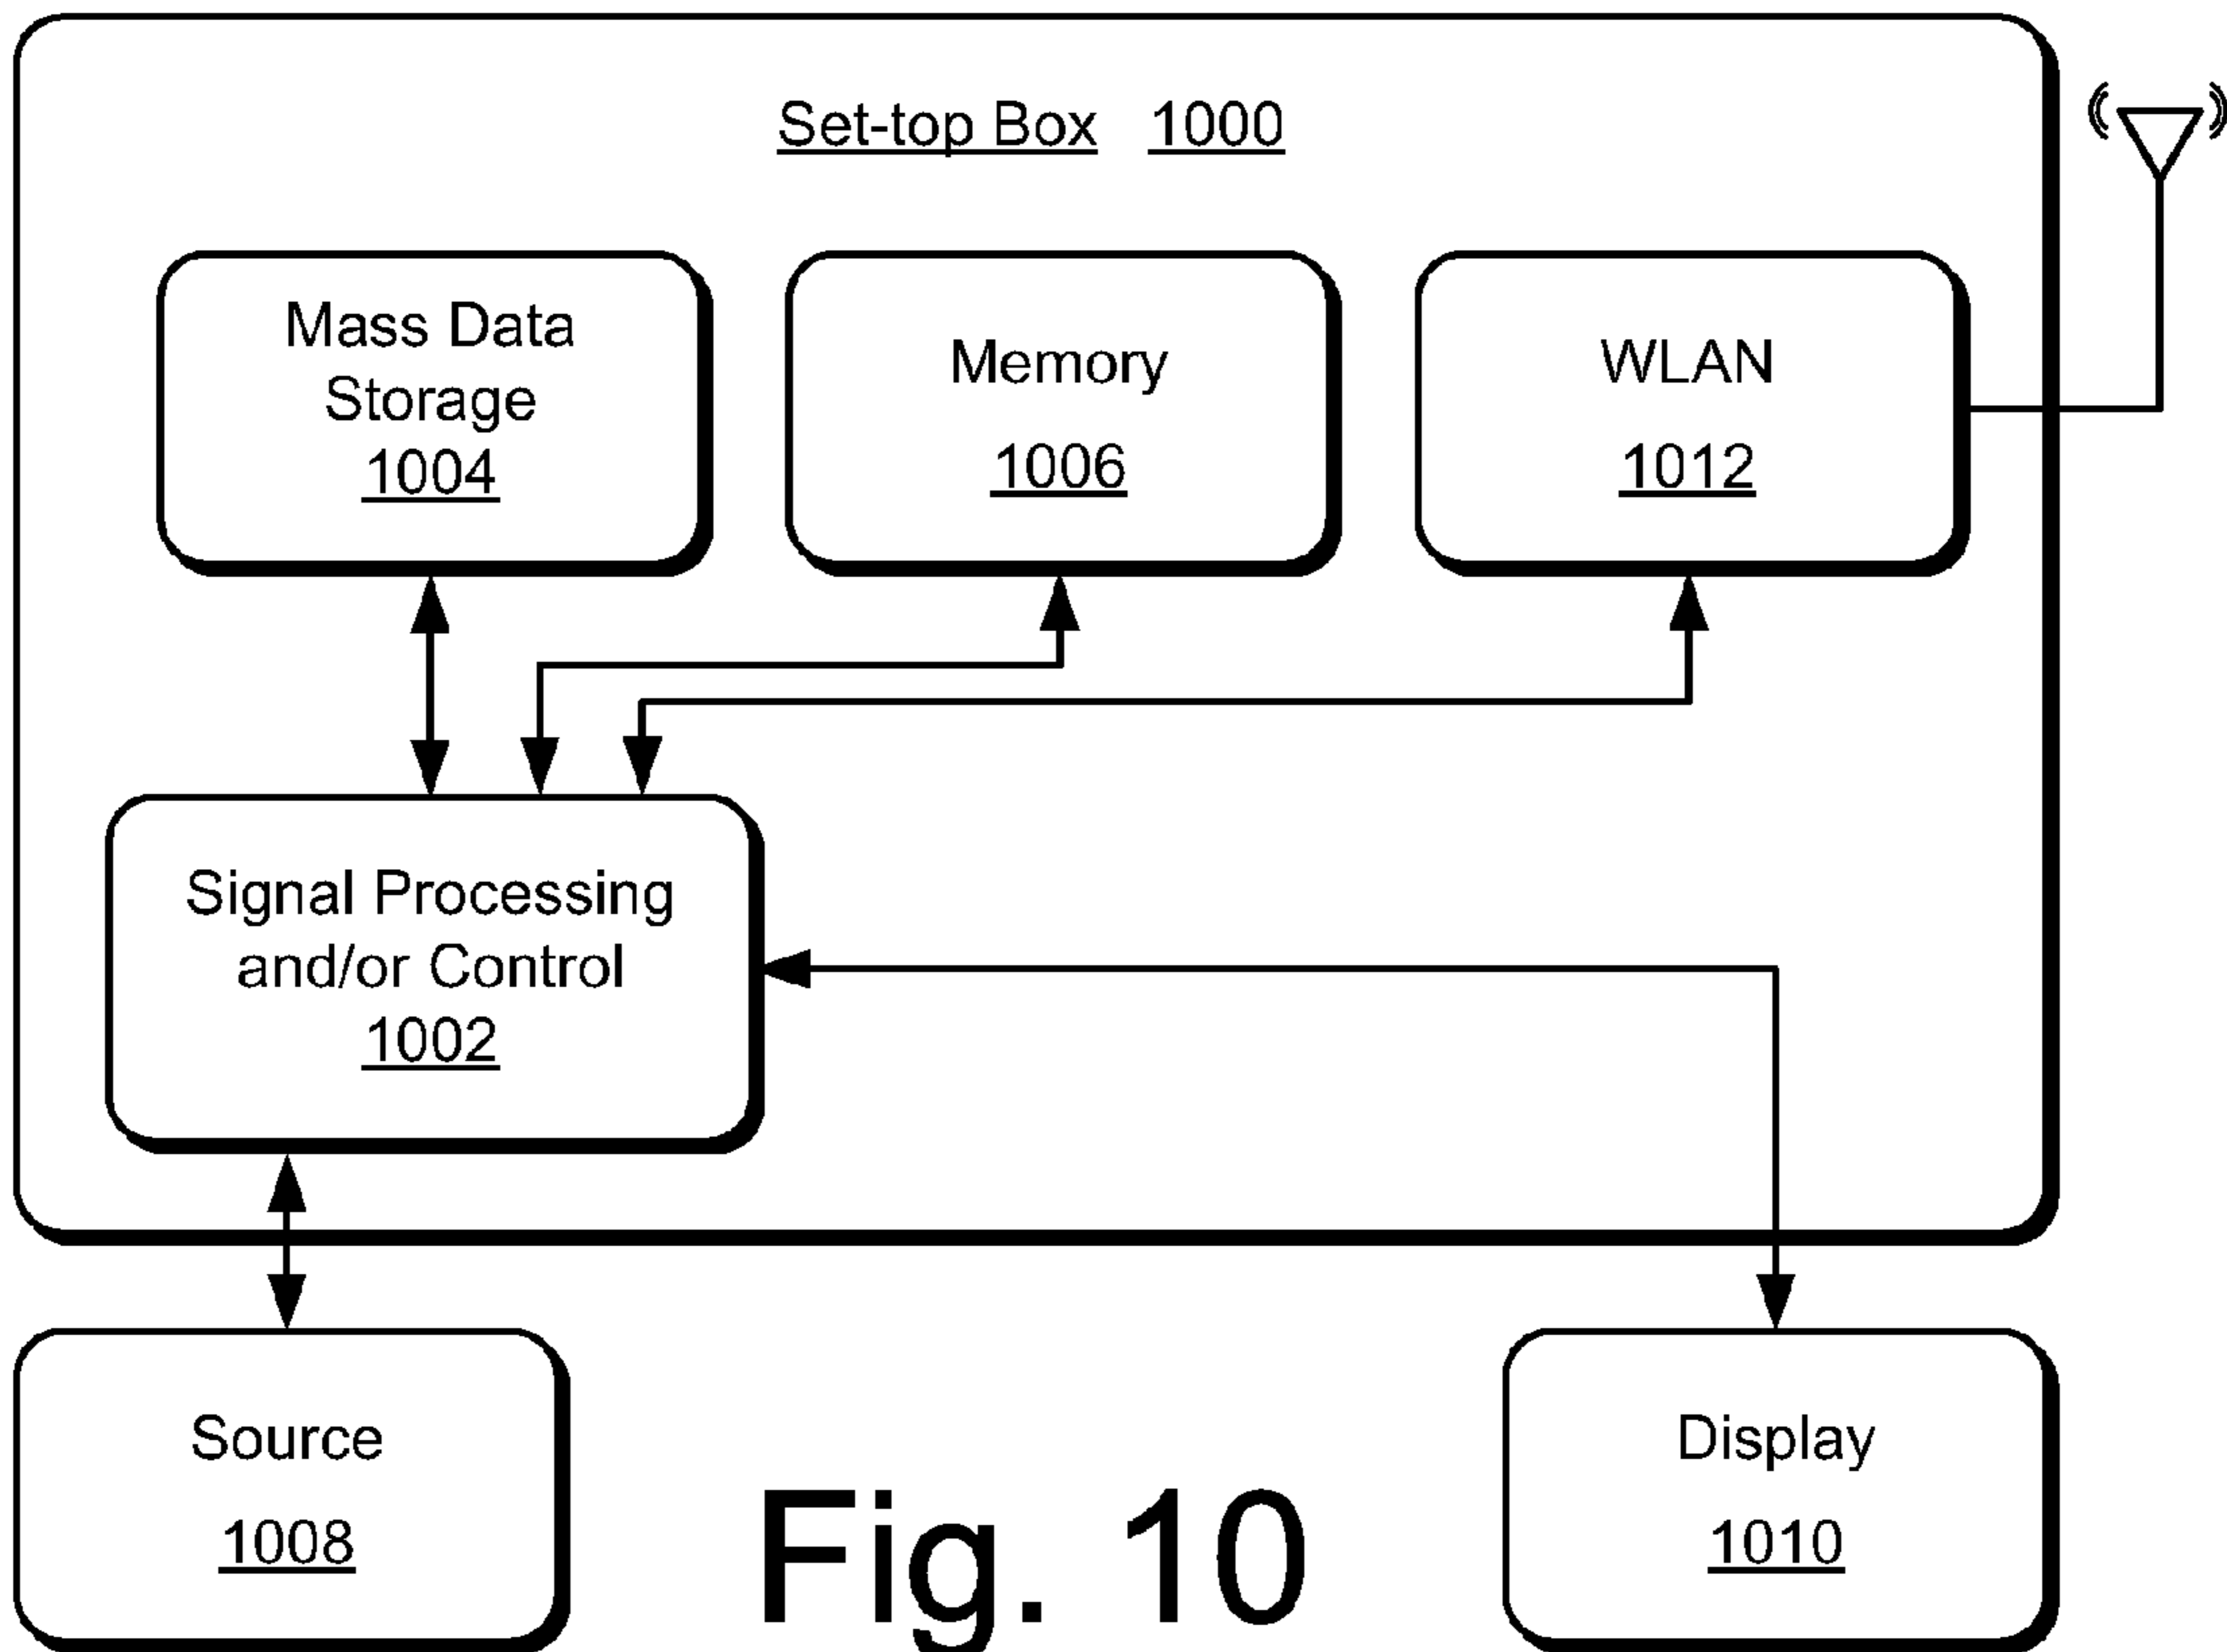 Set-top Box 1000
Mass Data
Storage
1004
Memory
1006
WLAN
1012
Signal Processing
and/or Control
1002
Source
1008
Display
1010
Fig. 10